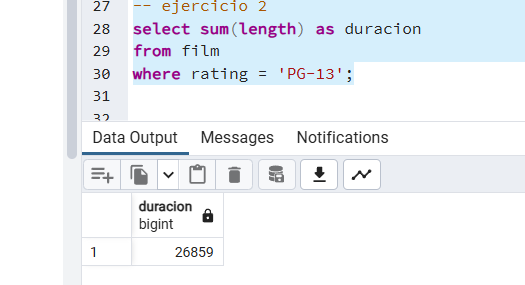 27 -- ejercicio 2
28 select sum(length) as duracion
29 from film
30 where rating = 'PG-13';
31
32
Data Output Messages Notifications
duracion
bigint
1 26859